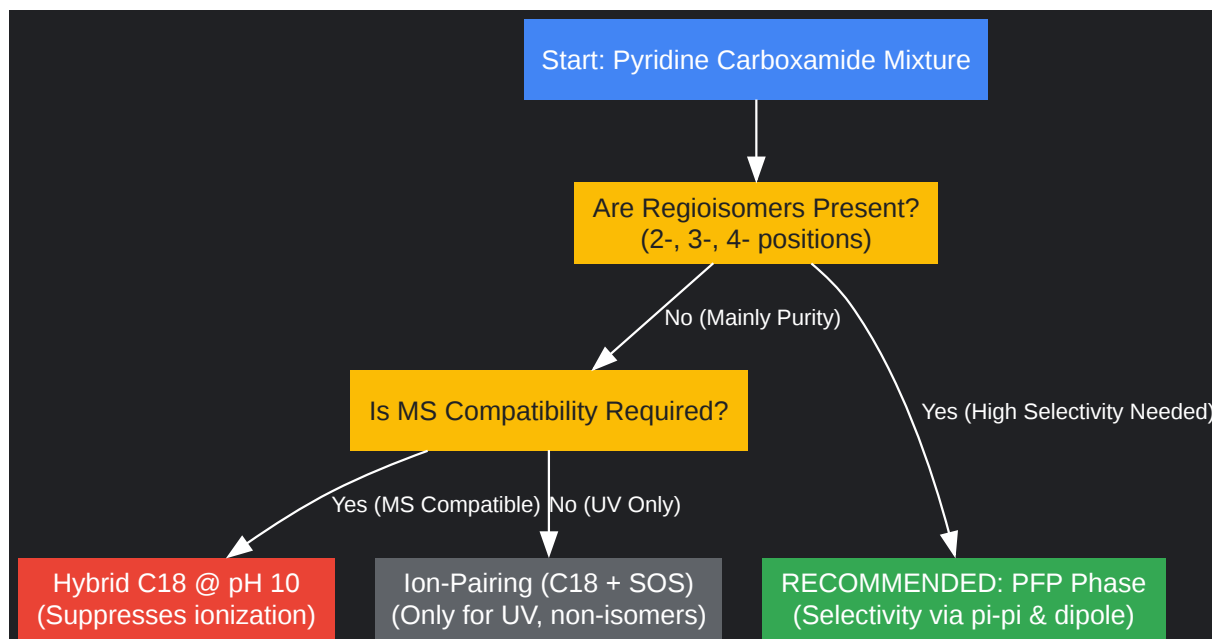 Start: Pyridine Carboxamide Mixture
Are Regioisomers Present?
(2-, 3-, 4- positions)
No (Mainly Purity)
Is MS Compatibility Required?
Yes (High Selectivity Needed)
Yes (MS Compatible)
No (UV Only)
Hybrid C18 @ pH 10
(Suppresses ionization)
Ion-Pairing (C18 + SOS)
(Only for UV, non-isomers)
RECOMMENDED: PFP Phase
(Selectivity via pi-pi & dipole)